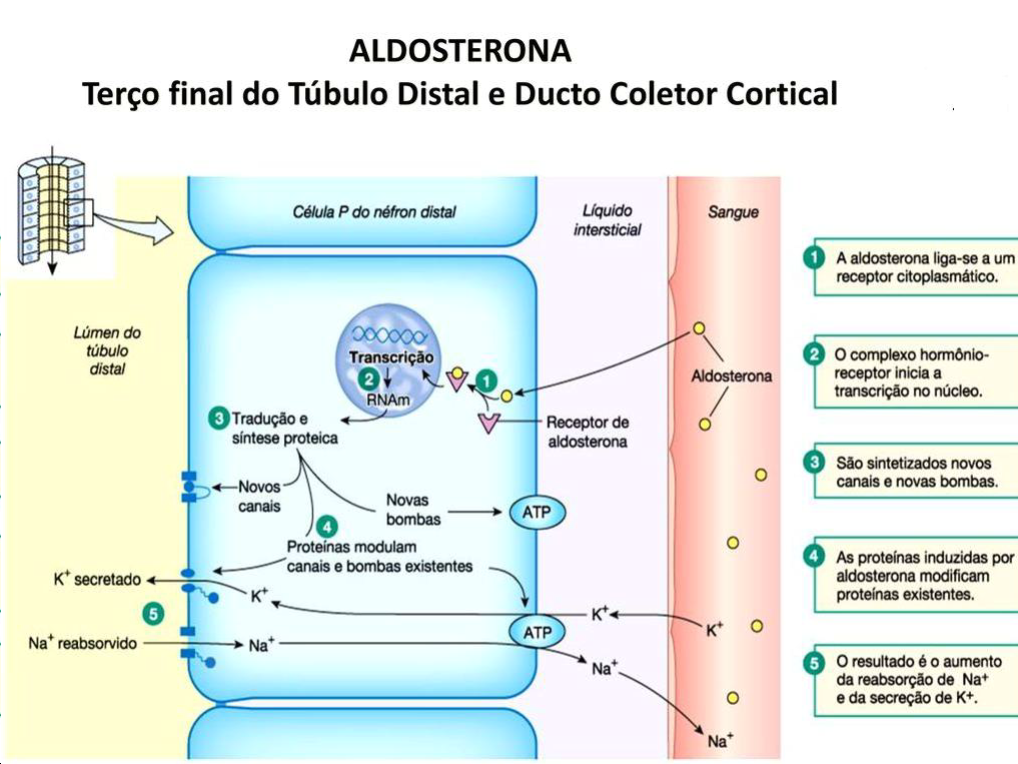 ALDOSTERONA
Terço final do Túbulo Distal e Ducto Coletor Cortical
Célula P do néfron distal
Líquido
intersticial
Sangue
Lúmen do
túbulo
distal
Transcrição
2
RNAm
1
Aldosterona
Receptor de
aldosterona
3 Tradução e
síntese proteica
Novos
canais
Novas
bombas
ATP
4
Proteínas modulam
canais e bombas existentes
K+ secretado
K+
K+
K+
5
ATP
Na+ reabsorvido
Na+
Na+
Na+
1 A aldosterona liga-se a um
receptor citoplasmático.
2 O complexo hormônio-
receptor inicia a
transcrição no núcleo.
3 São sintetizados novos
canais e novas bombas.
4 As proteínas induzidas por
aldosterona modificam
proteínas existentes.
5 O resultado é o aumento
da reabsorção de Na+
e da secreção de K+.